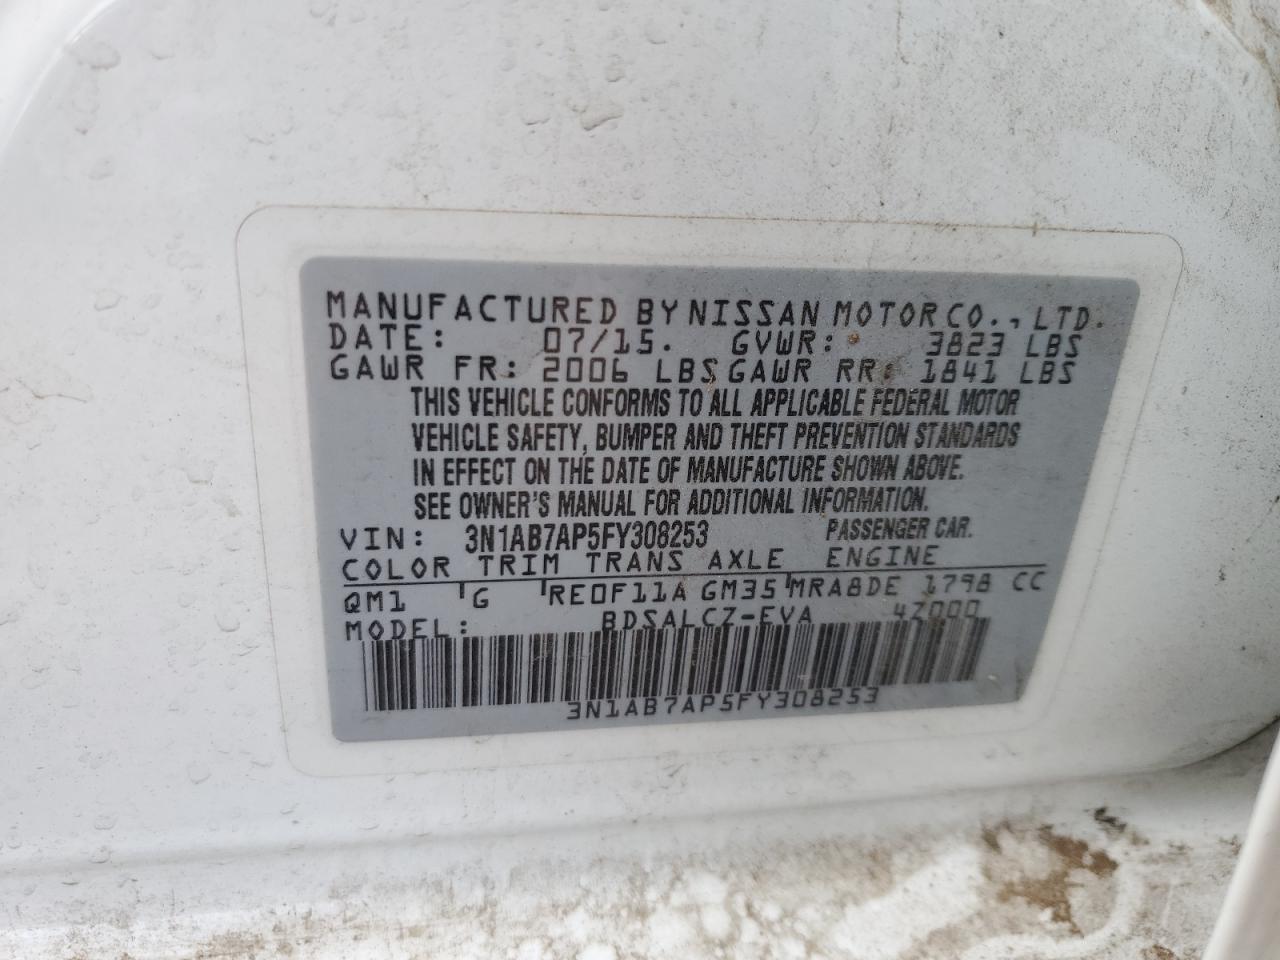 MANUFACTURED BY NISSAN MOTOR CO., LTD.
DATE: 07/15. GVWR: 3823 LBS
GAWR FR: 2006 LBS GAWR RR: 1841 LBS
THIS VEHICLE CONFORMS TO ALL APPLICABLE FEDERAL MOTOR
VEHICLE SAFETY, BUMPER AND THEFT PREVENTION STANDARDS
IN EFFECT ON THE DATE OF MANUFACTURE SHOWN ABOVE.
SEE OWNER'S MANUAL FOR ADDITIONAL INFORMATION.
VIN: 3N1AB7AP5FY308253 PASSENGER CAR.
COLOR TRIM TRANS AXLE ENGINE
QM1 G RE0F11A GM35 MRA8DE 1798 CC
MODEL: BDSALCZ-EVA 4Z000
3N1AB7AP5FY308253